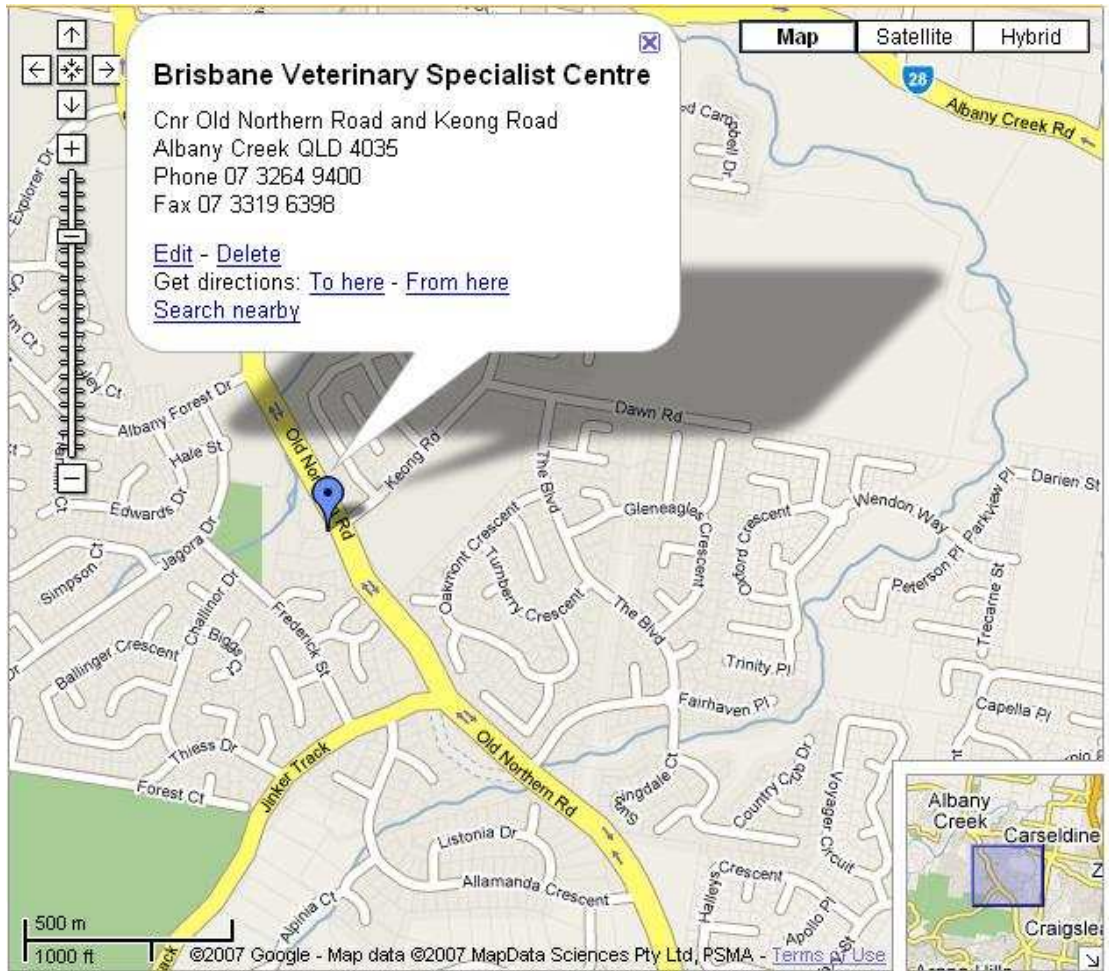 Map
Satellite
Hybrid
Brisbane Veterinary Specialist Centre
Cnr Old Northern Road and Keong Road
Albany Creek QLD 4035
Phone 07 3264 9400
Fax 07 3319 6398
Edit - Delete
Get directions: To here - From here
Search nearby
28
Albany Creek Rd
Campbell Dr
Explorer Dr
Albany Forest Dr
Hale St
Edwards Dr
Jagora Dr
Simpson Ct
Challinor Dr
Biggs Ct
Ballinger Crescent
Frederick St
Thiess Dr
Forest Ct
Jinker Track
Old Northern Rd
Keong Rd
Dawn Rd
The Blvd
Gleneagles Crescent
Oakmont Crescent
Turnberry Crescent
The Blvd
Oxford Crescent
Wendon Way
Parkview Pl
Darien St
Peterson Pl
Trecarne St
Trinity Pl
Fairhaven Pl
Capella Pl
Old Northern Rd
Country Club Dr
Voyager Circuit
Listonia Dr
Allamanda Crescent
Alpinia Ct
Halleys Crescent
Apollo Pl
Track
Albany Creek
Carseldine
500 m
1000 ft
©2007 Google - Map data ©2007 MapData Sciences Pty Ltd, PSMA - Terms of Use